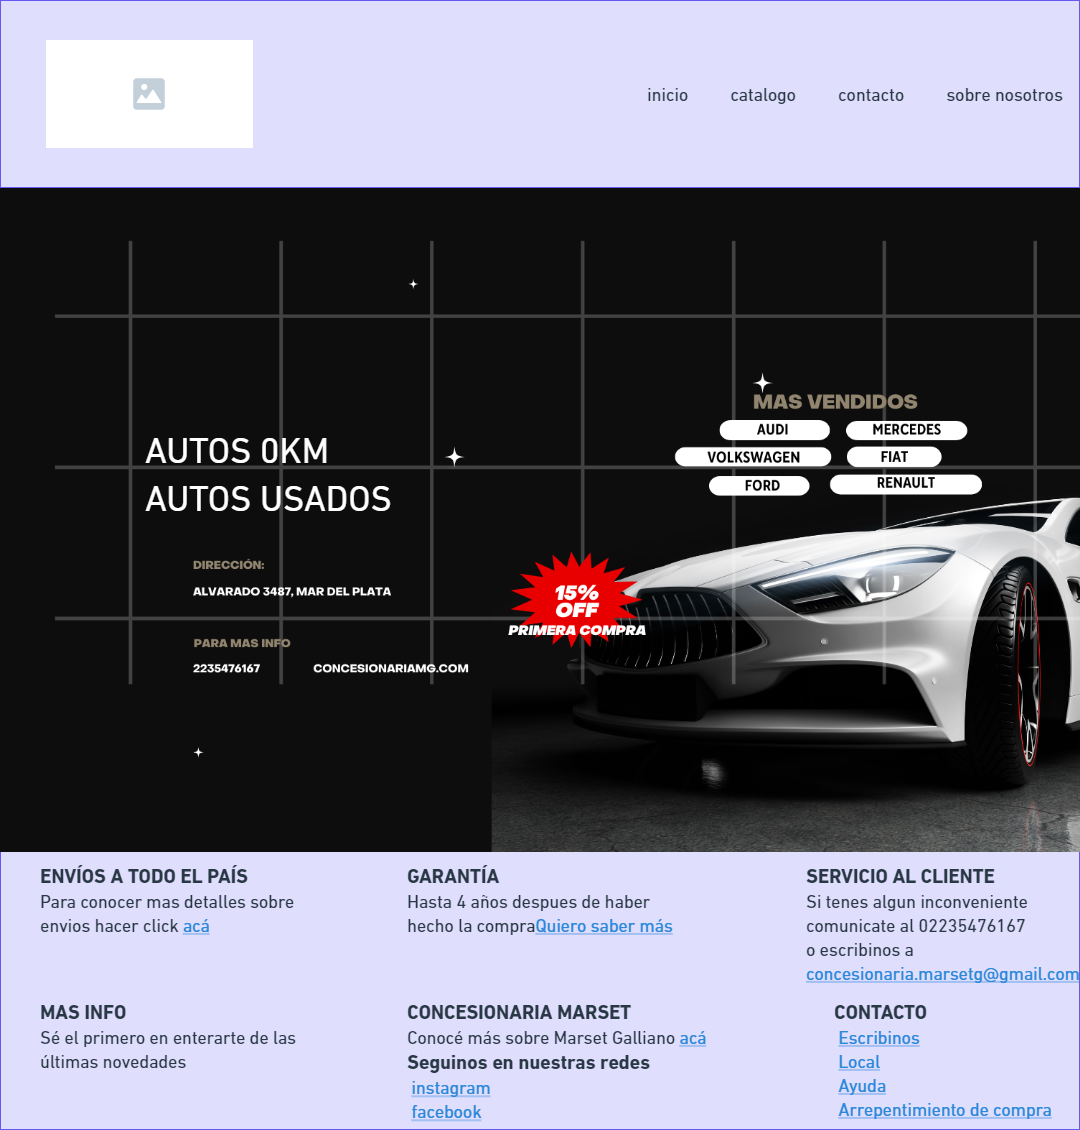 inicio
catalogo
contacto
sobre nosotros
MAS VENDIDOS
AUDI
MERCEDES
VOLKSWAGEN
FIAT
FORD
RENAULT
AUTOS 0KM
AUTOS USADOS
DIRECCIÓN:
ALVARADO 3487, MAR DEL PLATA
PARA MAS INFO
2235476167
CONCESIONARIAMG.COM
15%
OFF
PRIMERA COMPRA
ENVÍOS A TODO EL PAÍS
Para conocer mas detalles sobre
envios hacer click acá
GARANTÍA
Hasta 4 años despues de haber
hecho la compraQuiero saber más
SERVICIO AL CLIENTE
Si tenes algun inconveniente
comunicate al 02235476167
o escribinos a
concesionaria.marsetg@gmail.com
MAS INFO
Sé el primero en enterarte de las
últimas novedades
CONCESIONARIA MARSET
Conocé más sobre Marset Galliano acá
Seguinos en nuestras redes
instagram
facebook
CONTACTO
Escribinos
Local
Ayuda
Arrepentimiento de compra